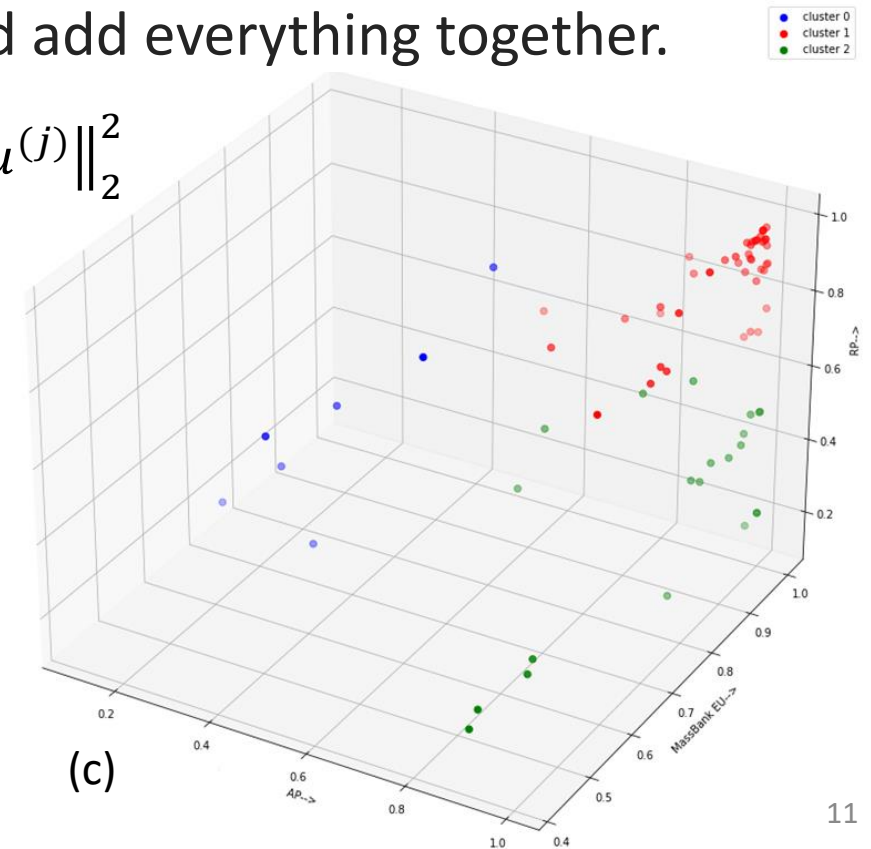 d add everything together.
cluster 0
cluster 1
cluster 2
μ^(j)‖₂²
1.0
0.8
0.6
0.4
0.2
RP-->
1.0
0.9
0.8
0.7
0.6
0.5
0.4
MassBank EU-->
0.2
0.4
0.6
0.8
1.0
AP-->
(c)
11